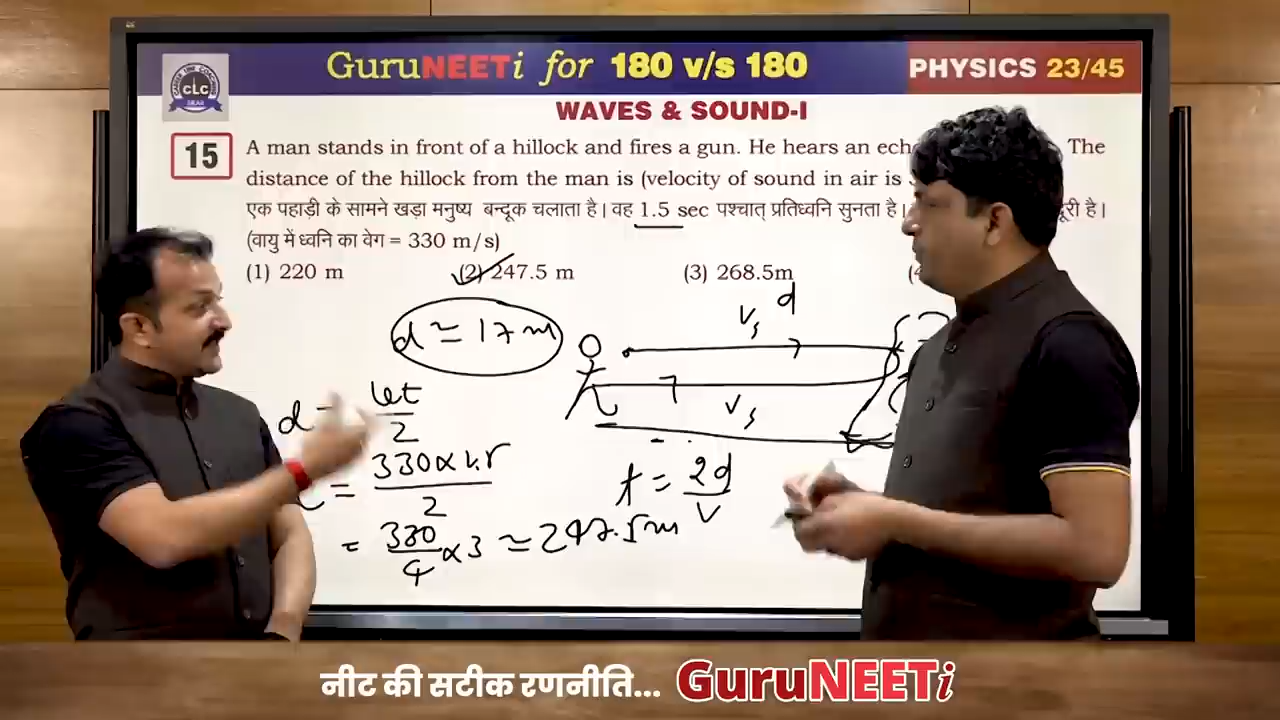 GuruNEETi for 180 v/s 180
PHYSICS 23/45
CLC
WAVES & SOUND-I
15
A man stands in front of a hillock and fires a gun. He hears an The
distance of the hillock from the man is (velocity of sound in air is
एक पहाड़ी के सामने खड़ा मनुष्य बन्दूक चलाता है। वह 1.5 sec पश्चात् प्रतिध्वनि सुनता है।
(वायु में ध्वनि का वेग = 330 m/s)
(1) 220 m (2) 247.5 m (3) 268.5m
d = 17 m
Vs d
Vs
2
330 × 1.5
= 2
= 330/4 × 3 = 247.5 m
t = 2d/v
नीट की सटीक रणनीति... GuruNEETi